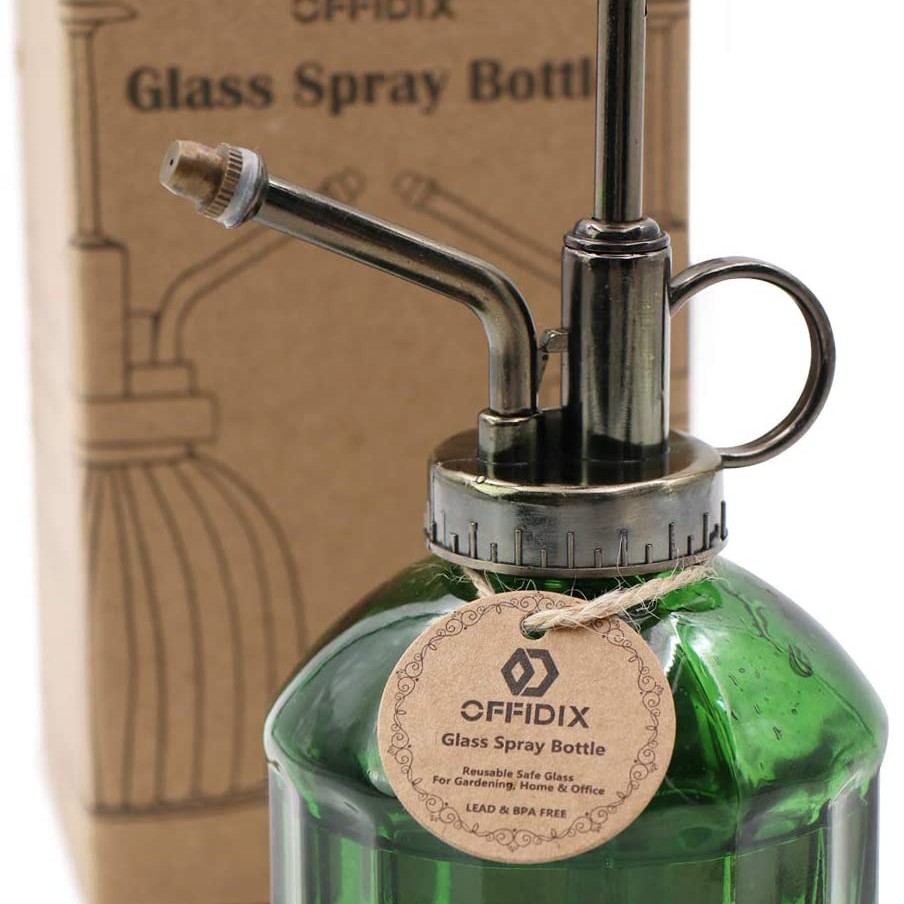 OFFIDIX
Glass Spray Bottl
OFFIDIX
Glass Spray Bottle
Reusable Safe Glass
For Gardening, Home & Office
LEAD & BPA FREE